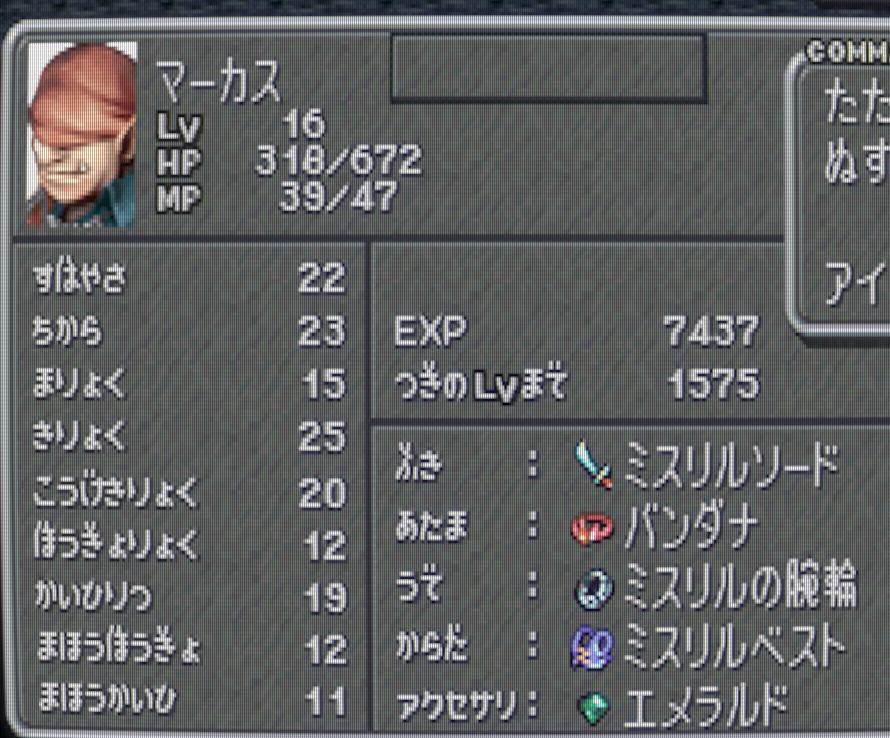 マーカス
Lv 16
HP 318/672
MP 39/47
COMM
たた
ぬす
アイ
すばやさ 22
ちから 23
まりょく 15
きりょく 25
こうげきりょく 20
ぼうぎょりょく 12
かいひりつ 19
まほうぼうぎょ 12
まほうかいひ 11
EXP 7437
つぎのLvまで 1575
ぶき : ミスリルソード
あたま : バンダナ
うで : ミスリルの腕輪
からだ : ミスリルベスト
アクセサリ : エメラルド